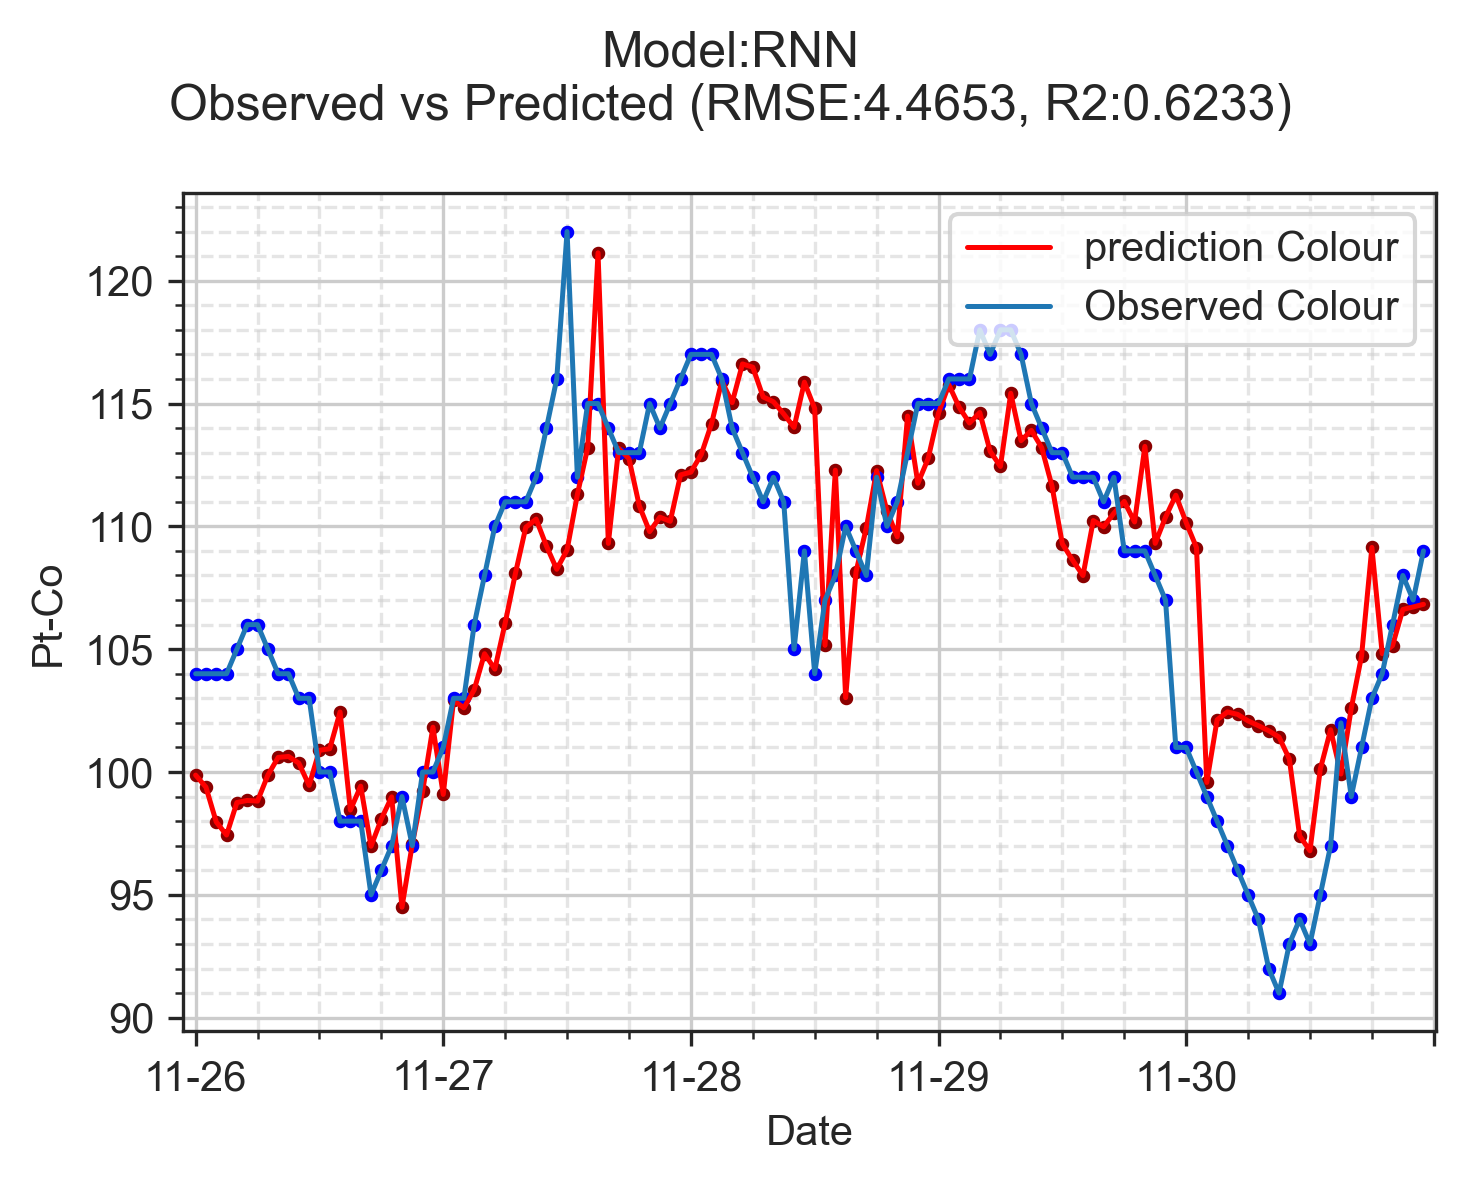 Model:RNN
Observed vs Predicted (RMSE:4.4653, R2:0.6233)
prediction Colour
Observed Colour
120
115
110
105
100
95
90
Pt-Co
11-26 11-27 11-28 11-29 11-30
Date